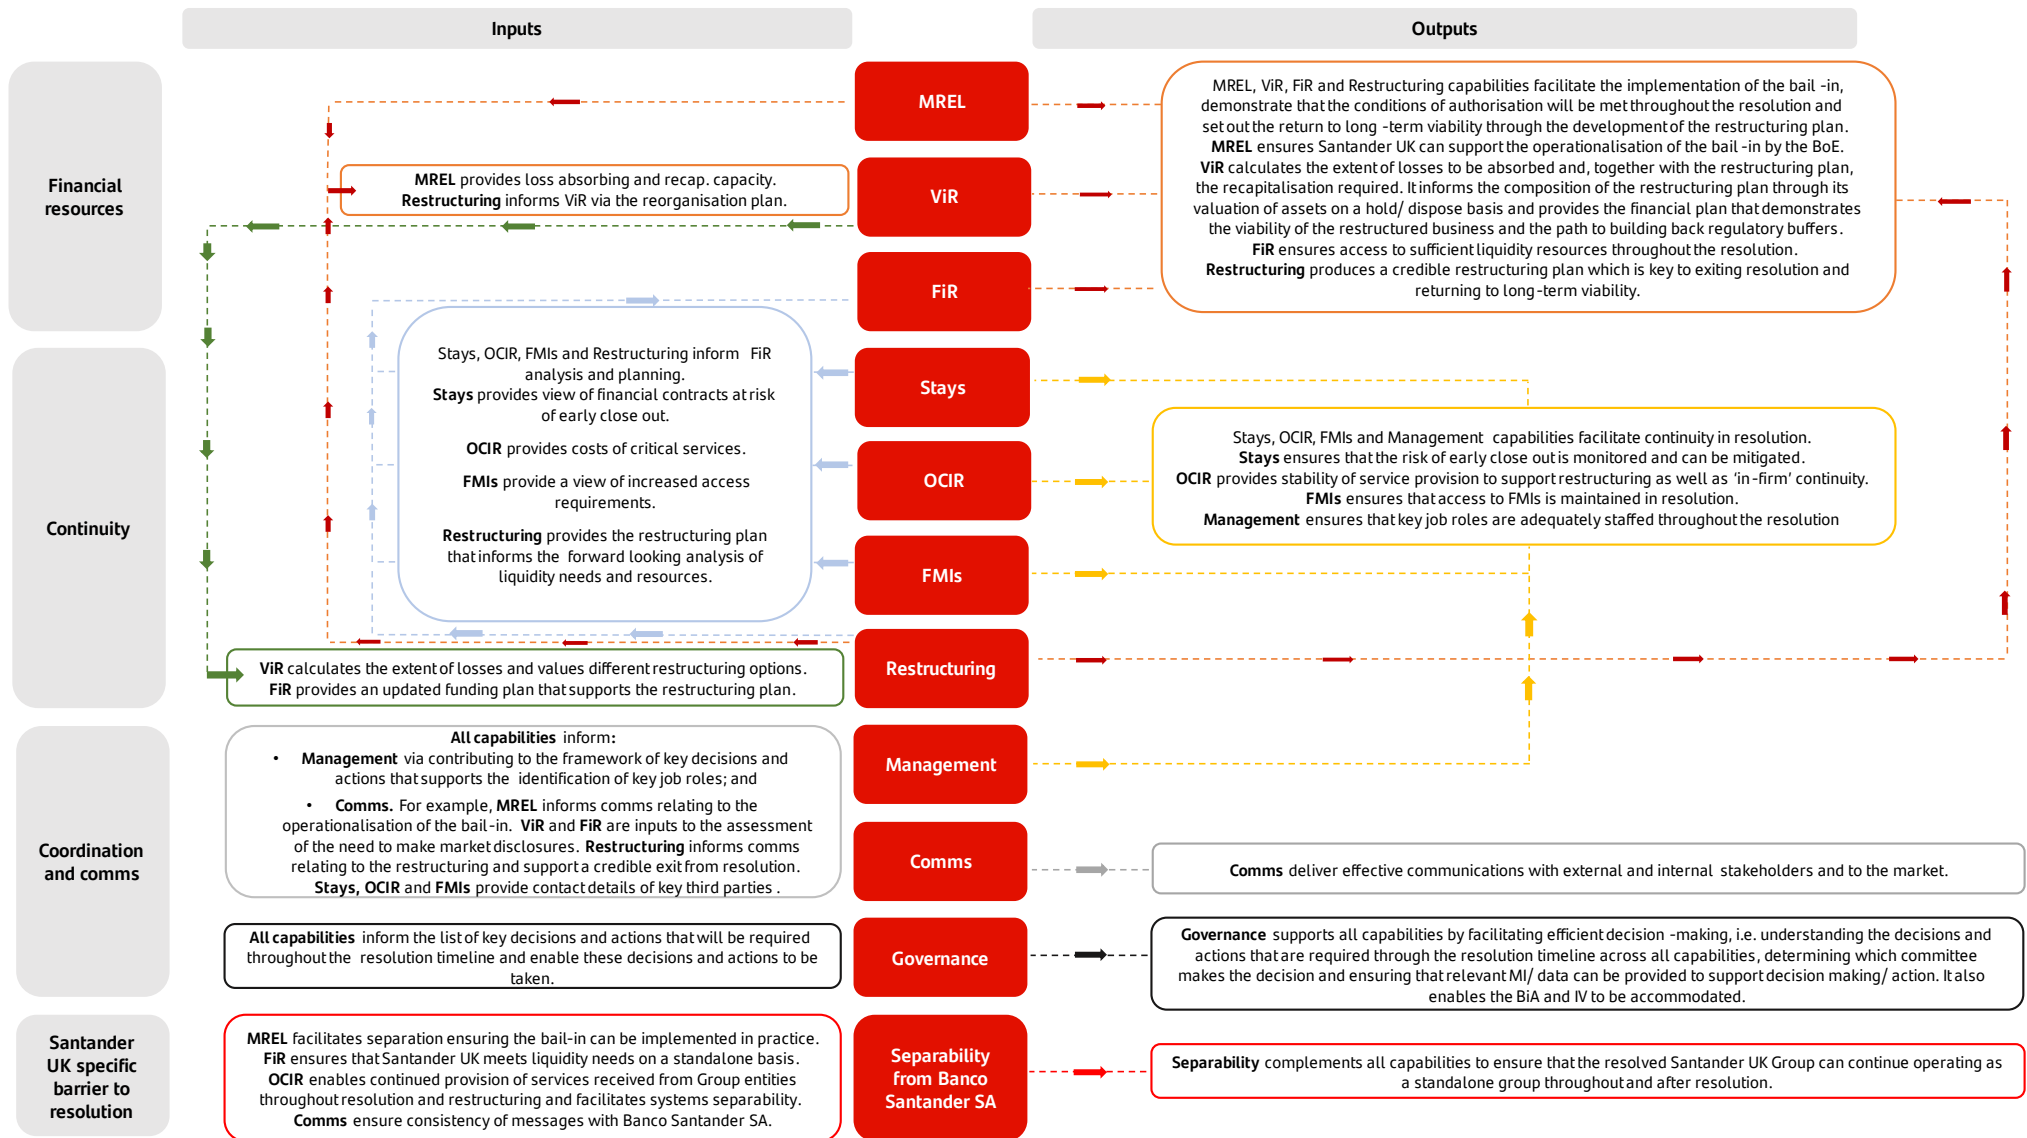 Inputs
Outputs
Financial
resources
Continuity
Coordination
and comms
Santander
UK specific
barrier to
resolution
MREL provides loss absorbing and recap. capacity.
Restructuring informs ViR via the reorganisation plan.
Stays, OCIR, FMIs and Restructuring inform FiR
analysis and planning.
Stays provides view of financial contracts at risk
of early close out.
OCIR provides costs of critical services.
FMIs provide a view of increased access
requirements.
Restructuring provides the restructuring plan
that informs the forward looking analysis of
liquidity needs and resources.
ViR calculates the extent of losses and values different restructuring options.
FiR provides an updated funding plan that supports the restructuring plan.
All capabilities inform:
• Management via contributing to the framework of key decisions and
actions that supports the identification of key job roles; and
• Comms. For example, MREL informs comms relating to the
operationalisation of the bail-in. ViR and FiR are inputs to the assessment
of the need to make market disclosures. Restructuring informs comms
relating to the restructuring and support a credible exit from resolution.
Stays, OCIR and FMIs provide contact details of key third parties .
All capabilities inform the list of key decisions and actions that will be required
throughout the resolution timeline and enable these decisions and actions to be
taken.
MREL facilitates separation ensuring the bail-in can be implemented in practice.
FiR ensures that Santander UK meets liquidity needs on a standalone basis.
OCIR enables continued provision of services received from Group entities
throughout resolution and restructuring and facilitates systems separability.
Comms ensure consistency of messages with Banco Santander SA.
MREL
ViR
FiR
Stays
OCIR
FMIs
Restructuring
Management
Comms
Governance
Separability
from Banco
Santander SA
MREL, ViR, FiR and Restructuring capabilities facilitate the implementation of the bail -in,
demonstrate that the conditions of authorisation will be met throughout the resolution and
set out the return to long -term viability through the development of the restructuring plan.
MREL ensures Santander UK can support the operationalisation of the bail -in by the BoE.
ViR calculates the extent of losses to be absorbed and, together with the restructuring plan,
the recapitalisation required. It informs the composition of the restructuring plan through its
valuation of assets on a hold/ dispose basis and provides the financial plan that demonstrates
the viability of the restructured business and the path to building back regulatory buffers.
FiR ensures access to sufficient liquidity resources throughout the resolution.
Restructuring produces a credible restructuring plan which is key to exiting resolution and
returning to long-term viability.
Stays, OCIR, FMIs and Management capabilities facilitate continuity in resolution.
Stays ensures that the risk of early close out is monitored and can be mitigated.
OCIR provides stability of service provision to support restructuring as well as ‘in-firm’ continuity.
FMIs ensures that access to FMIs is maintained in resolution.
Management ensures that key job roles are adequately staffed throughout the resolution
Comms deliver effective communications with external and internal stakeholders and to the market.
Governance supports all capabilities by facilitating efficient decision -making, i.e. understanding the decisions and
actions that are required through the resolution timeline across all capabilities, determining which committee
makes the decision and ensuring that relevant MI/ data can be provided to support decision making/ action. It also
enables the BiA and IV to be accommodated.
Separability complements all capabilities to ensure that the resolved Santander UK Group can continue operating as
a standalone group throughout and after resolution.